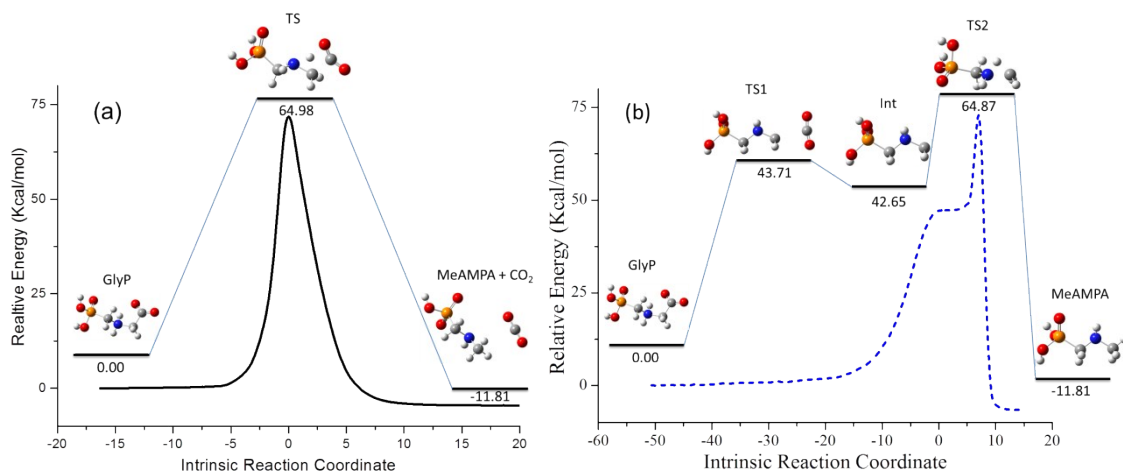 TS
(a)
64.98
GlyP
0.00
MeAMPA + CO2
-11.81
75
50
25
0
Realtive Energy (Kcal/mol)
-20 -15 -10 -5 0 5 10 15 20
Intrinsic Reaction Coordinate
TS2
(b)
64.87
TS1
43.71
Int
42.65
GlyP
0.00
MeAMPA
-11.81
75
50
25
0
Relative Energy (Kcal/mol)
-60 -50 -40 -30 -20 -10 0 10 20
Intrinsic Reaction Coordinate